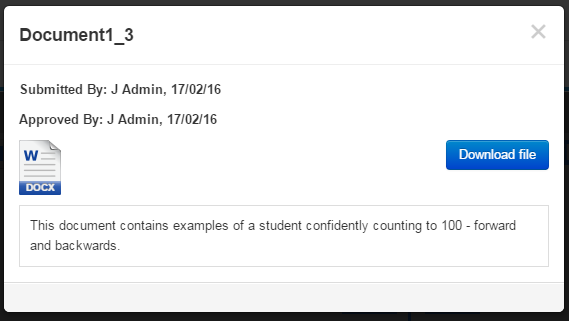 Document1_3
×
Submitted By: J Admin, 17/02/16
Approved By: J Admin, 17/02/16
W
DOCX
Download file
This document contains examples of a student confidently counting to 100 - forward
and backwards.